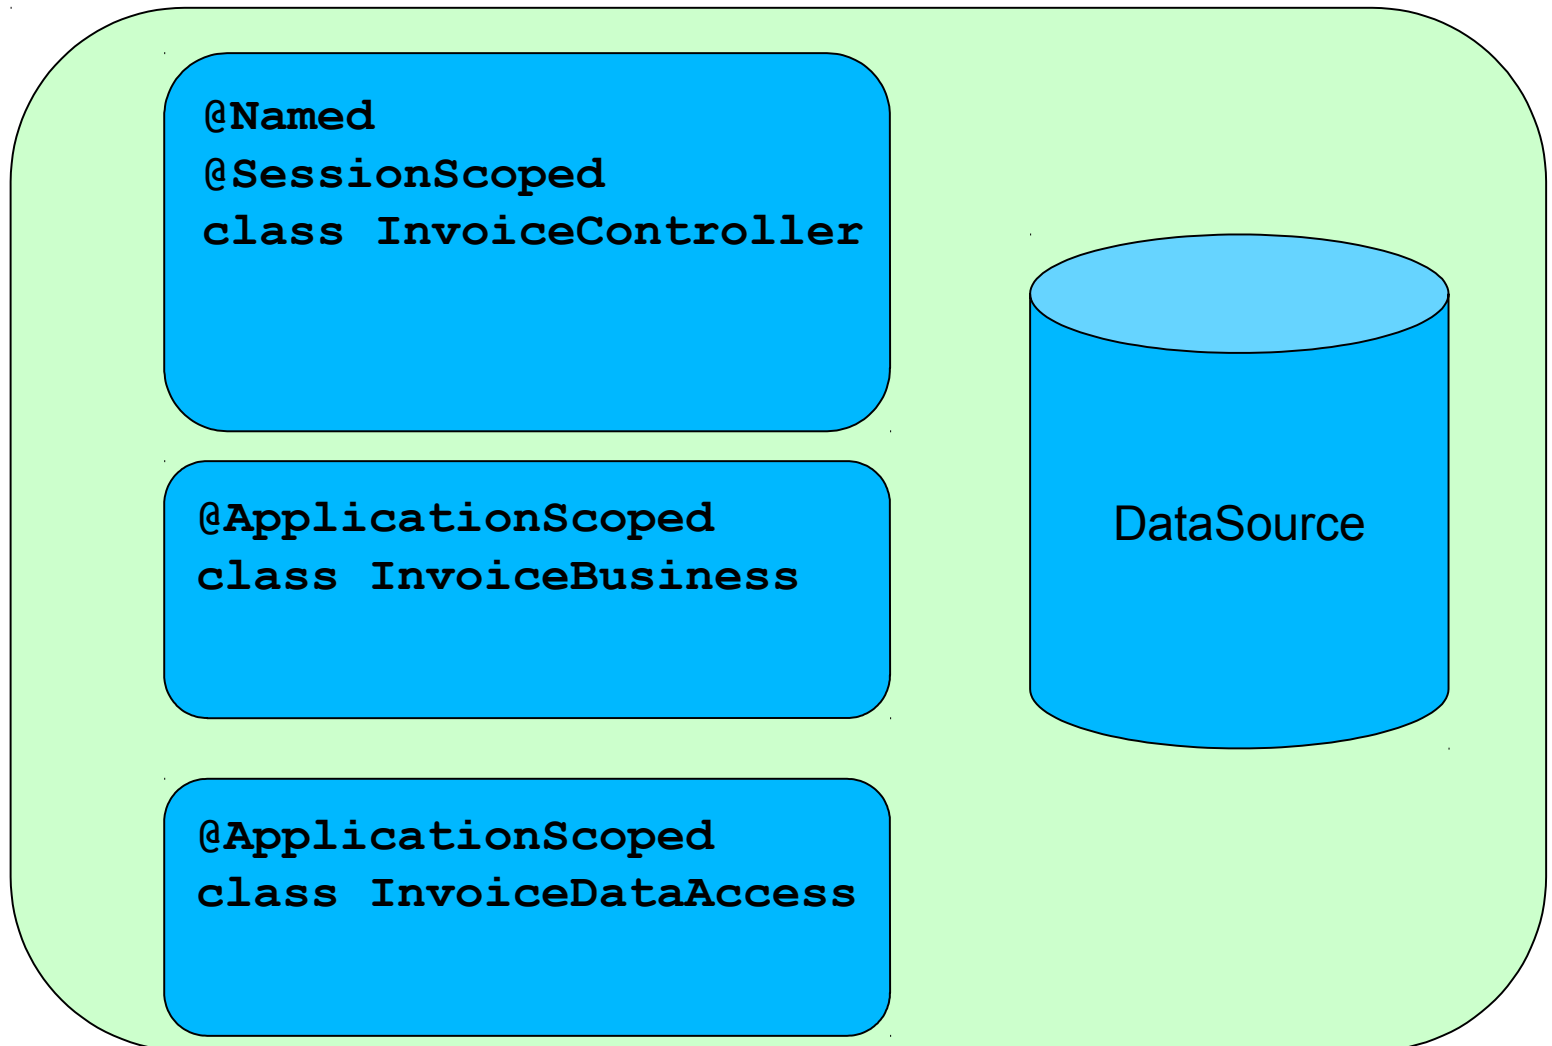 @Named
@SessionScoped
class InvoiceController
@ApplicationScoped
class InvoiceBusiness
DataSource
@ApplicationScoped
class InvoiceDataAccess